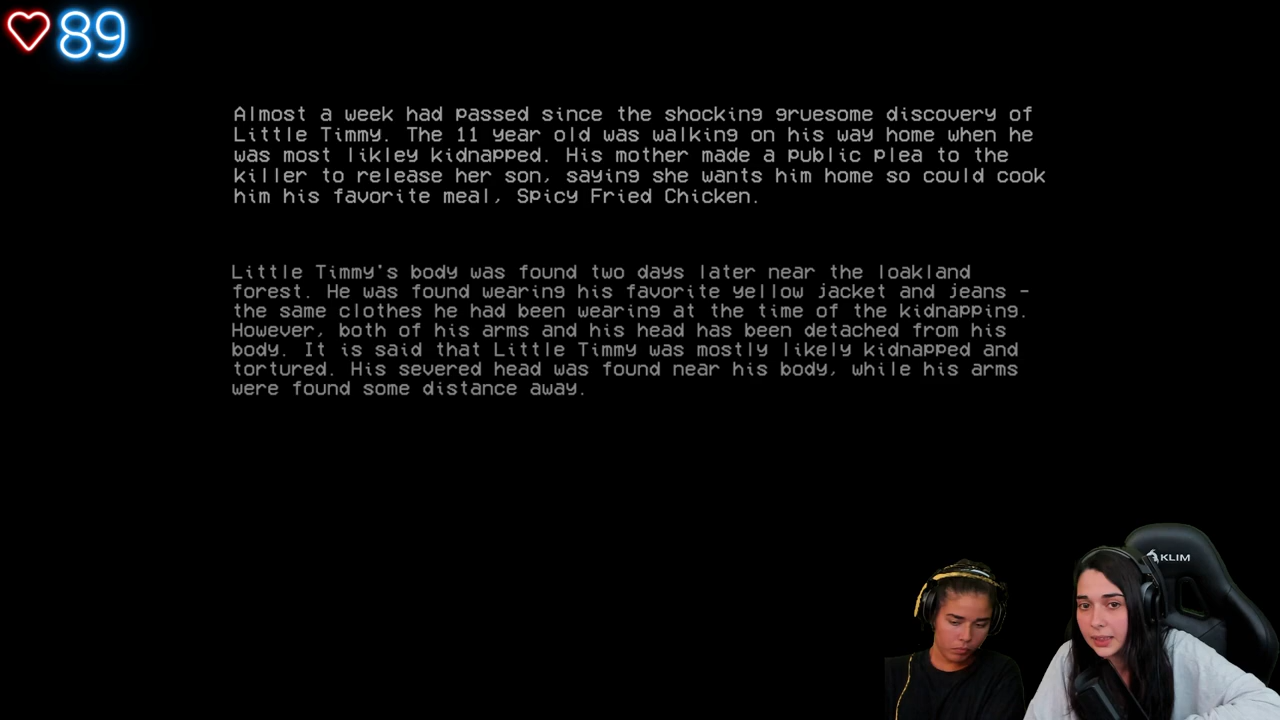 89
Almost a week had passed since the shocking gruesome discovery of
Little Timmy. The 11 year old was walking on his way home when he
was most likley kidnapped. His mother made a public plea to the
killer to release her son, saying she wants him home so could cook
him his favorite meal, Spicy Fried Chicken.
Little Timmy's body was found two days later near the loakland
forest. He was found wearing his favorite yellow jacket and jeans -
the same clothes he had been wearing at the time of the kidnapping.
However, both of his arms and his head has been detached from his
body. It is said that Little Timmy was mostly likely kidnapped and
tortured. His severed head was found near his body, while his arms
were found some distance away.
KLIM